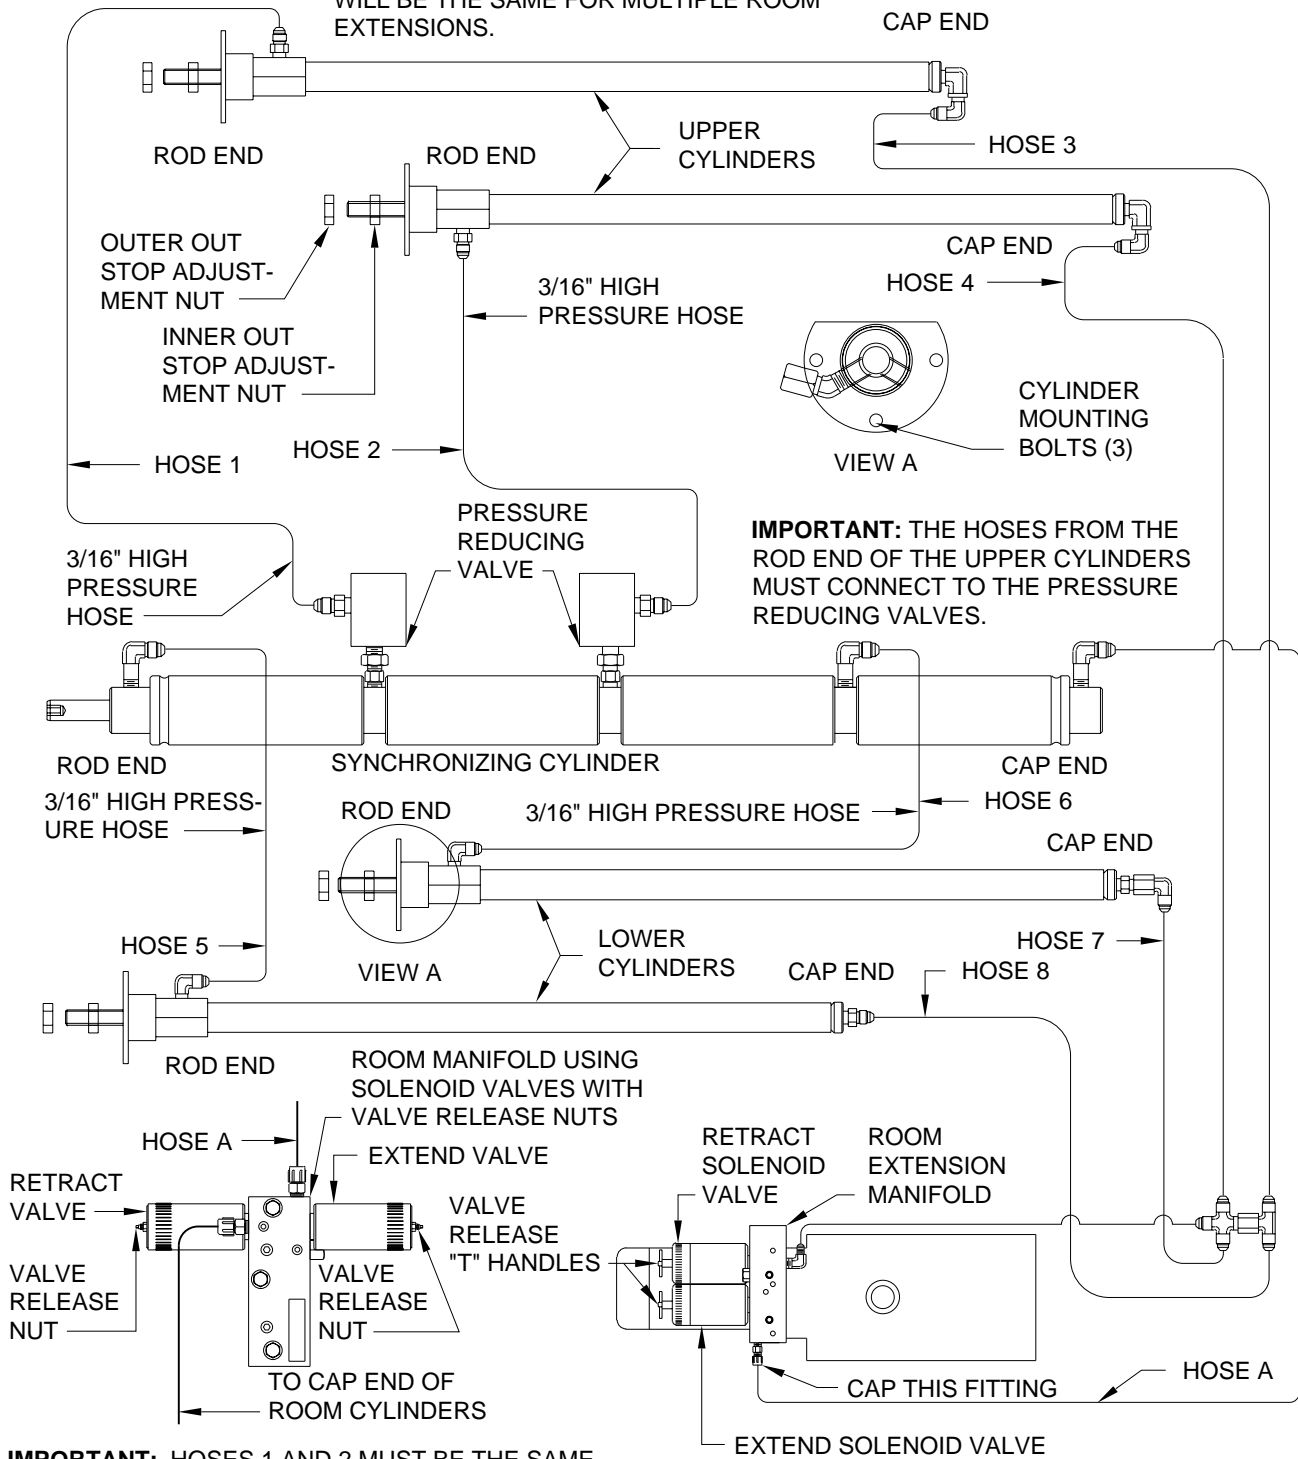 WILL BE THE SAME FOR MULTIPLE ROOM
EXTENSIONS.
CAP END
ROD END
ROD END
UPPER
CYLINDERS
HOSE 3
OUTER OUT
STOP ADJUST-
MENT NUT
INNER OUT
STOP ADJUST-
MENT NUT
3/16" HIGH
PRESSURE HOSE
CAP END
HOSE 4
CYLINDER
MOUNTING
BOLTS (3)
VIEW A
HOSE 1
HOSE 2
3/16" HIGH
PRESSURE
HOSE
PRESSURE
REDUCING
VALVE
IMPORTANT: THE HOSES FROM THE
ROD END OF THE UPPER CYLINDERS
MUST CONNECT TO THE PRESSURE
REDUCING VALVES.
ROD END
SYNCHRONIZING CYLINDER
CAP END
3/16" HIGH PRESS-
URE HOSE
ROD END
3/16" HIGH PRESSURE HOSE
HOSE 6
CAP END
HOSE 5
VIEW A
LOWER
CYLINDERS
CAP END
HOSE 8
HOSE 7
ROD END
ROOM MANIFOLD USING
SOLENOID VALVES WITH
VALVE RELEASE NUTS
HOSE A
EXTEND VALVE
RETRACT
VALVE
VALVE
RELEASE
NUT
VALVE
RELEASE
NUT
VALVE
RELEASE
"T" HANDLES
RETRACT
SOLENOID
VALVE
ROOM
EXTENSION
MANIFOLD
TO CAP END OF
ROOM CYLINDERS
CAP THIS FITTING
HOSE A
EXTEND SOLENOID VALVE
IMPORTANT: HOSES 1 AND 2 MUST BE THE SAME